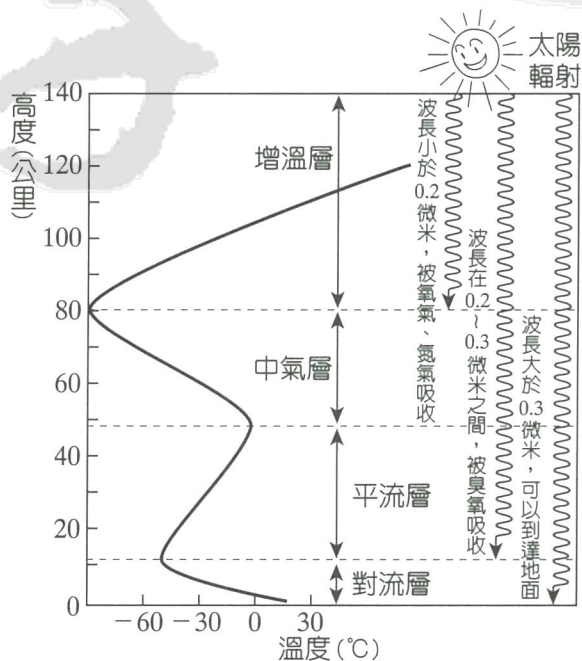 太陽
輻射
高度(公里)
140
120
100
80
60
40
20
0
增溫層
中氣層
平流層
對流層
波長小於0.2微米，被氧氣、氮氣吸收
波長在0.2~0.3微米之間，被臭氧吸收
波長大於0.3微米，可以到達地面
−60 −30 0 30
溫度(℃)